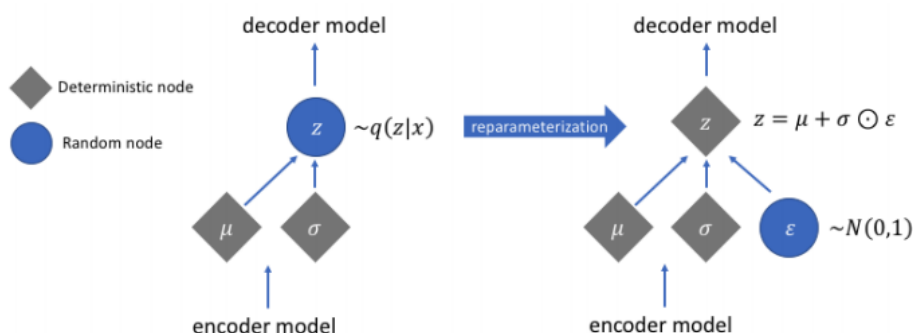 decoder model
decoder model
Deterministic node
Random node
z
~q(z|x)
reparameterization
z
z = μ + σ ⊙ ε
μ
σ
μ
σ
ε
~N(0,1)
encoder model
encoder model